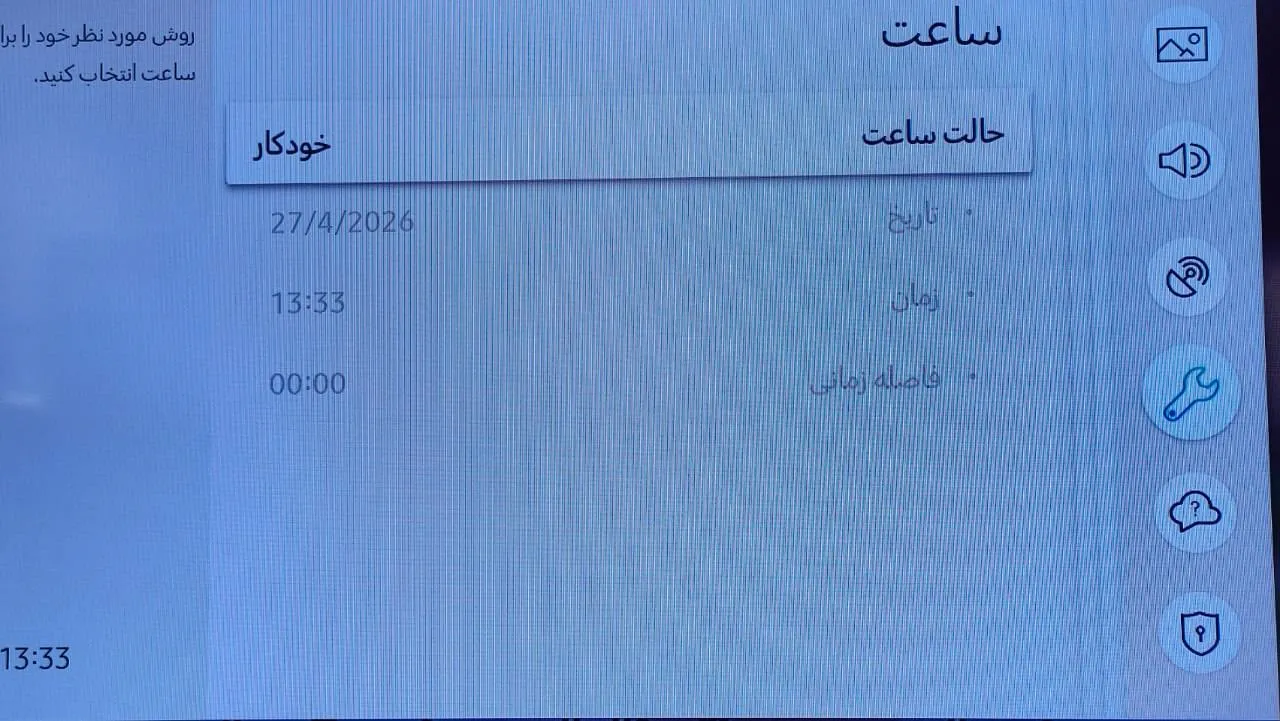 ساعت
حالت ساعت خودکار
• تاریخ 27/4/2026
• زمان 13:33
• فاصله زمانی 00:00
روش مورد نظر خود را برا
ساعت انتخاب کنید.
13:33
?